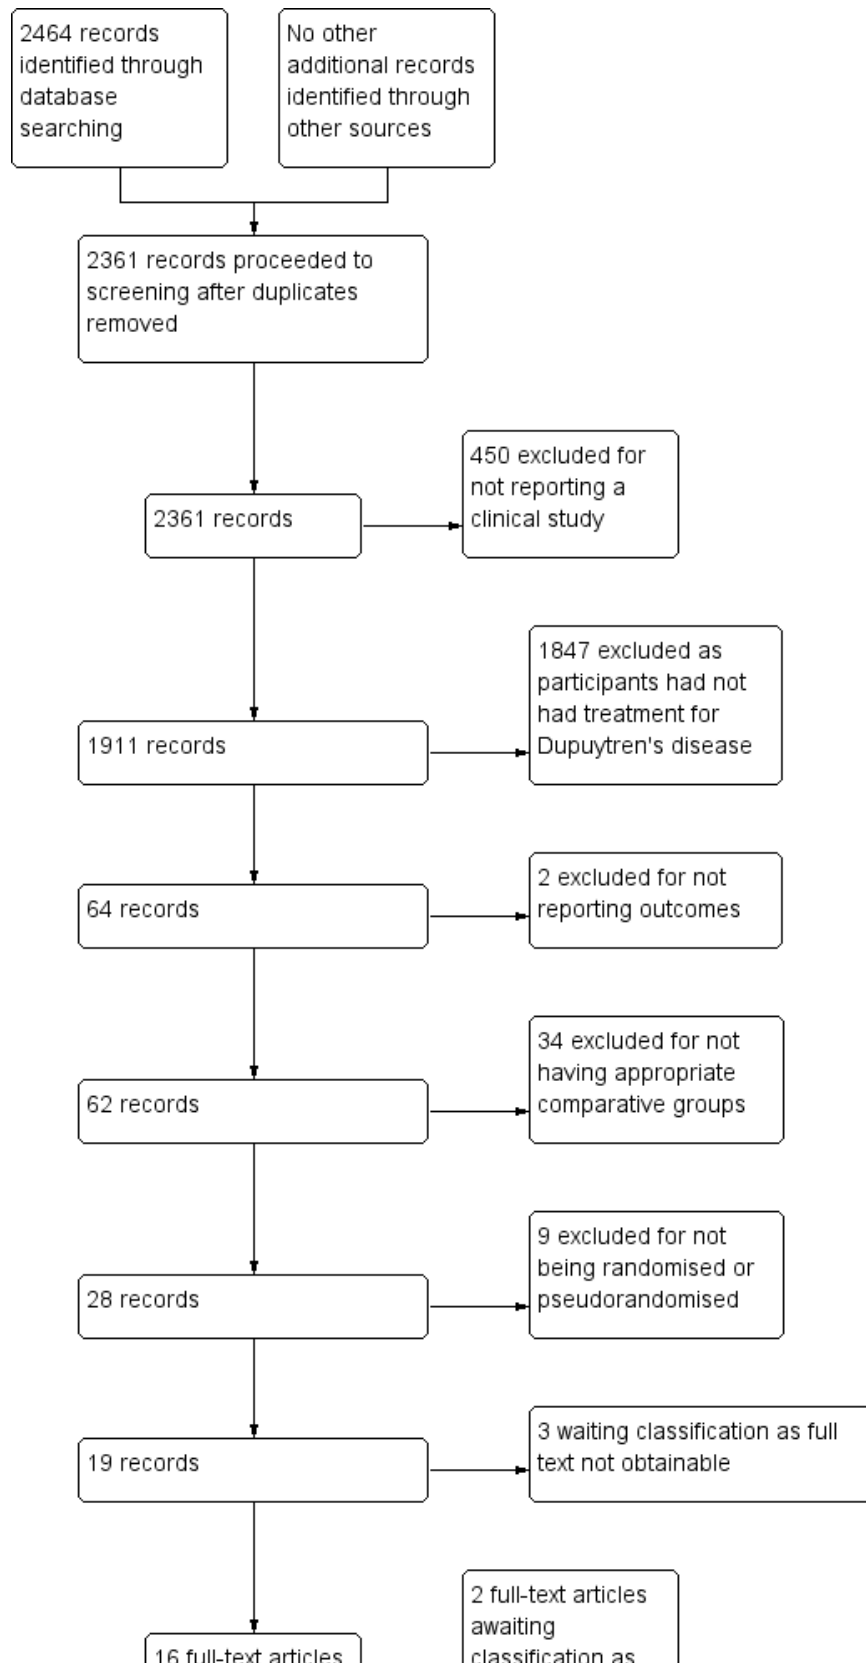 2464 records
identified through
database
searching
No other
additional records
identified through
other sources
2361 records proceeded to
screening after duplicates
removed
2361 records
450 excluded for
not reporting a
clinical study
1911 records
1847 excluded as
participants had not
had treatment for
Dupuytren's disease
64 records
2 excluded for not
reporting outcomes
62 records
34 excluded for not
having appropriate
comparative groups
28 records
9 excluded for not
being randomised or
pseudorandomised
19 records
3 waiting classification as full
text not obtainable
16 full-text articles
2 full-text articles
awaiting
classification as